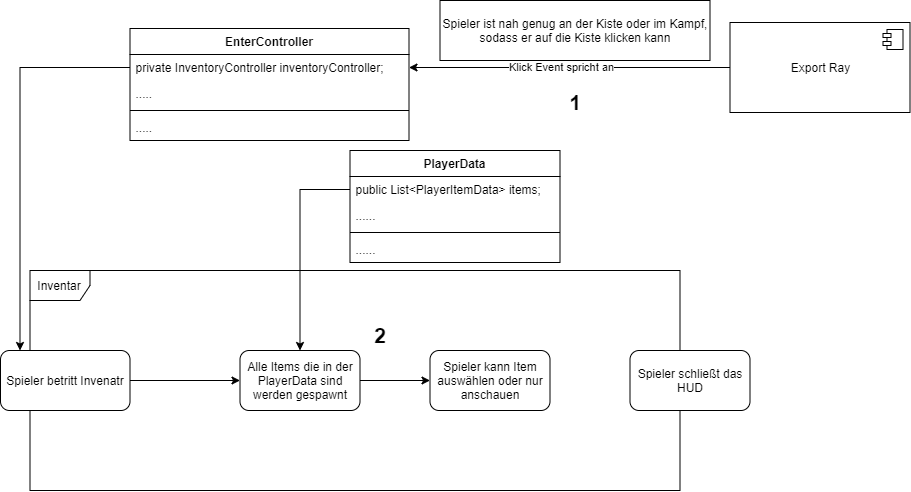 Spieler ist nah genug an der Kiste oder im Kampf,
sodass er auf die Kiste klicken kann
EnterController
private InventoryController inventoryController;
.....
.....
Klick Event spricht an
Export Ray
1
PlayerData
public List<PlayerItemData> items;
......
......
Inventar
2
Spieler betritt Invenatr
Alle Items die in der
PlayerData sind
werden gespawnt
Spieler kann Item
auswählen oder nur
anschauen
Spieler schließt das
HUD